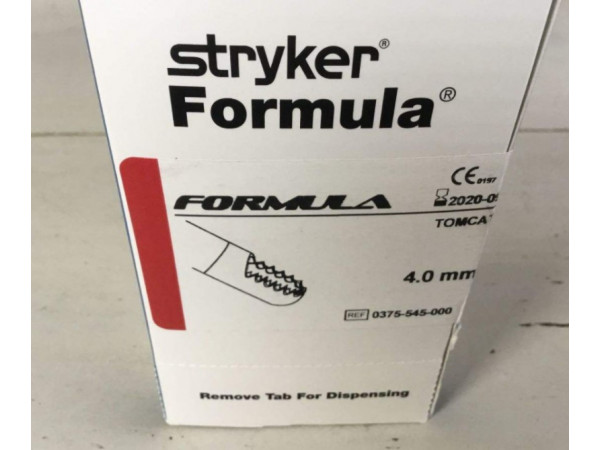 stryker®
Formula®
FORMULA
CE 0197
2020-0
TOMCA
4.0 mm
REF 0375-545-000
Remove Tab For Dispensing